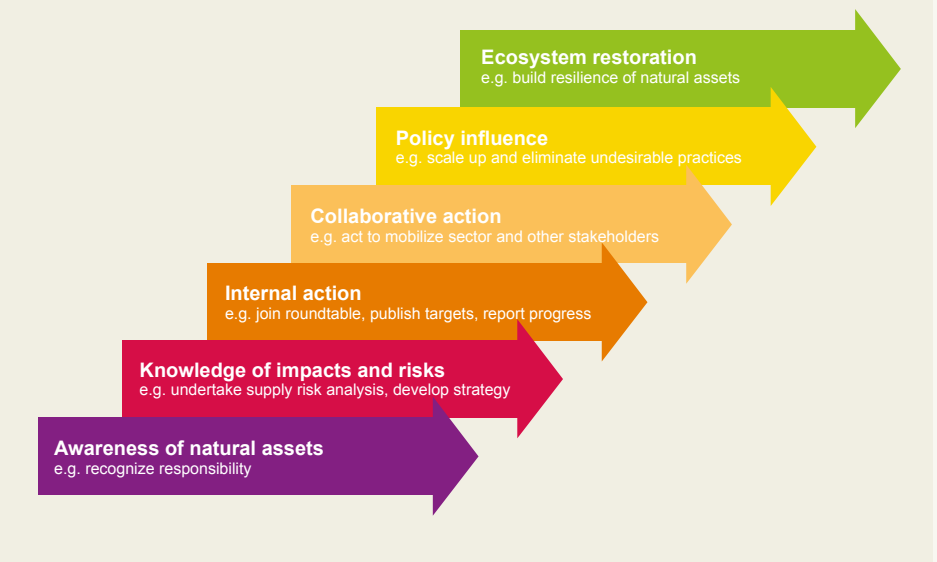 Ecosystem restoration
e.g. build resilience of natural assets
Policy influence
e.g. scale up and eliminate undesirable practices
Collaborative action
e.g. act to mobilize sector and other stakeholders
Internal action
e.g. join roundtable, publish targets, report progress
Knowledge of impacts and risks
e.g. undertake supply risk analysis, develop strategy
Awareness of natural assets
e.g. recognize responsibility